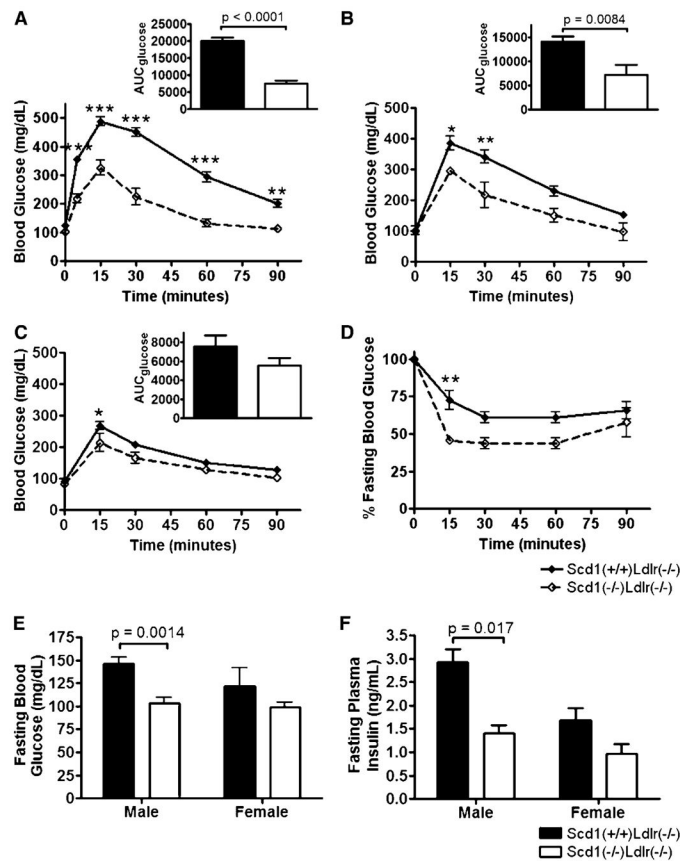 A
p < 0.0001
25000
20000
15000
10000
5000
0
AUCglucose
500
400
300
200
100
0
Blood Glucose (mg/dL)
***
***
***
***
**
0 15 30 45 60 75 90
Time (minutes)
B
p = 0.0084
15000
10000
5000
0
AUCglucose
500
400
300
200
100
0
Blood Glucose (mg/dL)
*
**
0 15 30 45 60 75 90
Time (minutes)
C
8000
6000
4000
2000
0
AUCglucose
500
400
300
200
100
0
Blood Glucose (mg/dL)
*
0 15 30 45 60 75 90
Time (minutes)
D
100
75
50
25
0
% Fasting Blood Glucose
**
0 15 30 45 60 75 90
Time (minutes)
Scd1(+/+)Ldlr(-/-)
Scd1(-/-)Ldlr(-/-)
E
p = 0.0014
175
150
125
100
75
50
25
0
Fasting Blood
Glucose (mg/dL)
Male Female
F
p = 0.017
3.5
3.0
2.5
2.0
1.5
1.0
0.5
0.0
Fasting Plasma
Insulin (ng/mL)
Male Female
Scd1(+/+)Ldlr(-/-)
Scd1(-/-)Ldlr(-/-)